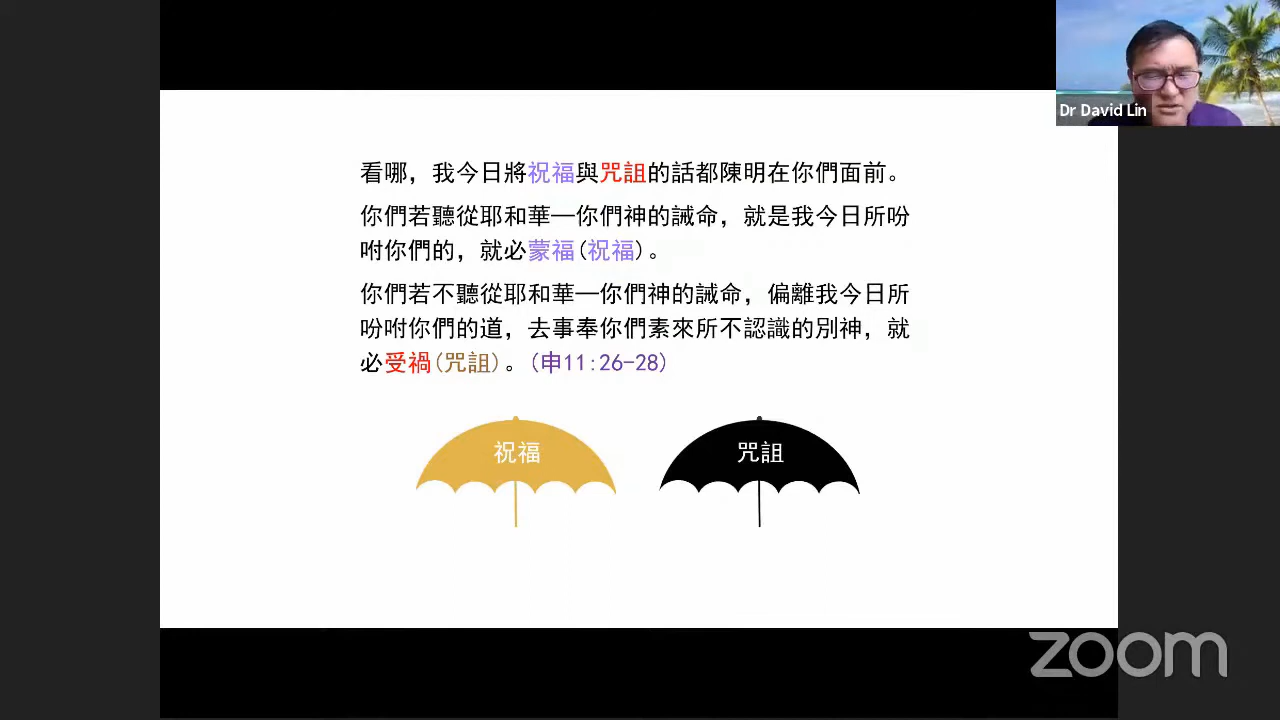 看哪，我今日將祝福與咒詛的話都陳明在你們面前。
你們若聽從耶和華—你們神的誡命，就是我今日所吩
咐你們的，就必蒙福(祝福)。
你們若不聽從耶和華—你們神的誡命，偏離我今日所
吩咐你們的道，去事奉你們素來所不認識的別神，就
必受禍(咒詛)。(申11:26-28)
祝福
咒詛
Dr David Lin
zoom